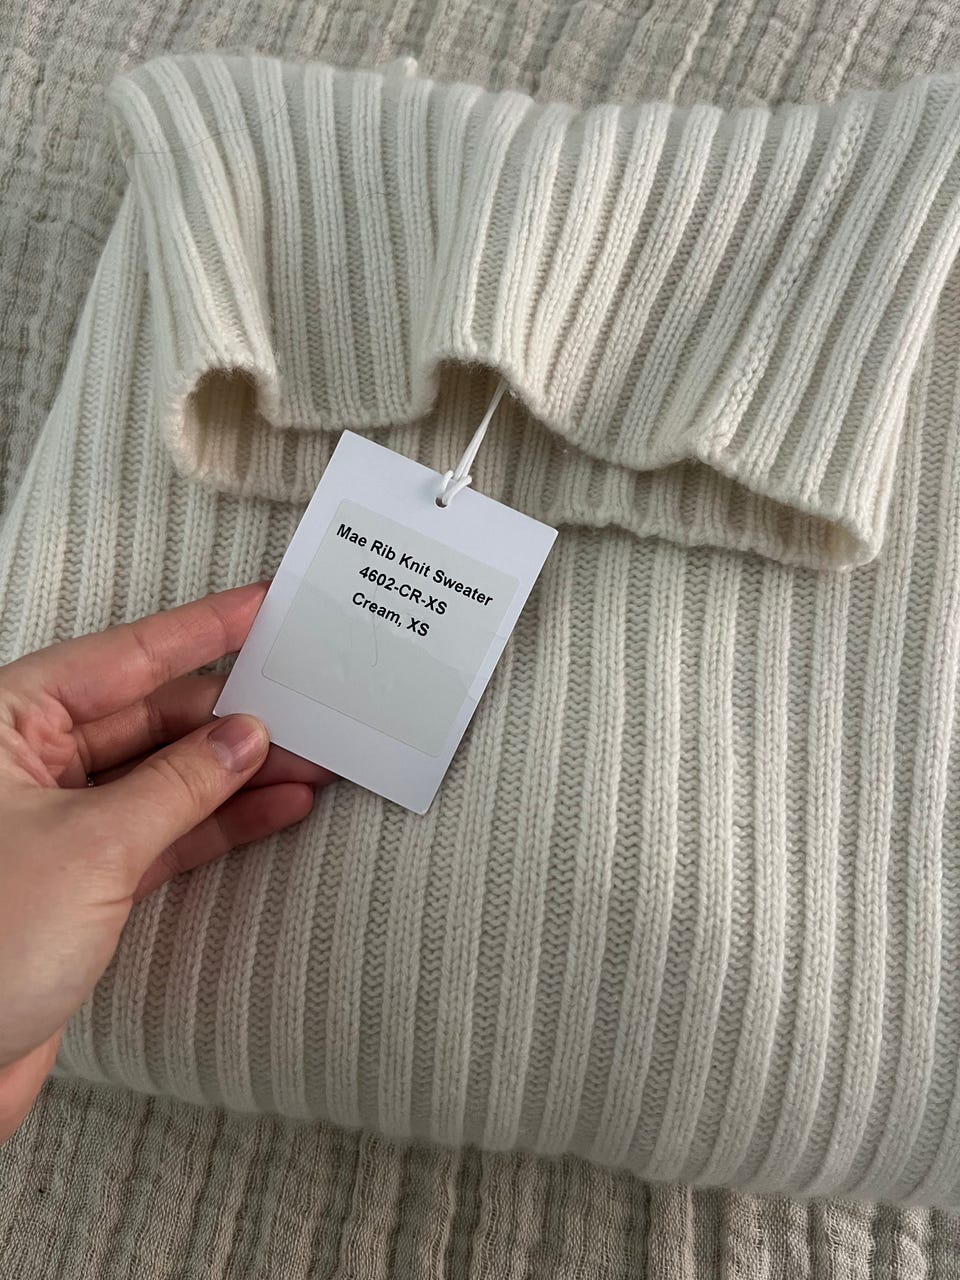 Mae Rib Knit Sweater
4602-CR-XS
Cream, XS